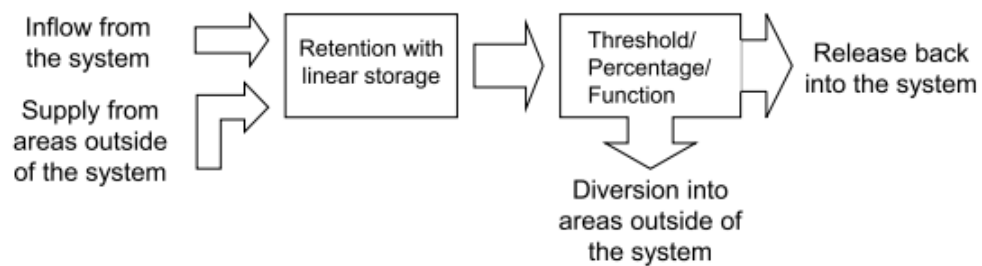 Inflow from
the system
Supply from
areas outside
of the system
Retention with
linear storage
Threshold/
Percentage/
Function
Release back
into the system
Diversion into
areas outside of
the system